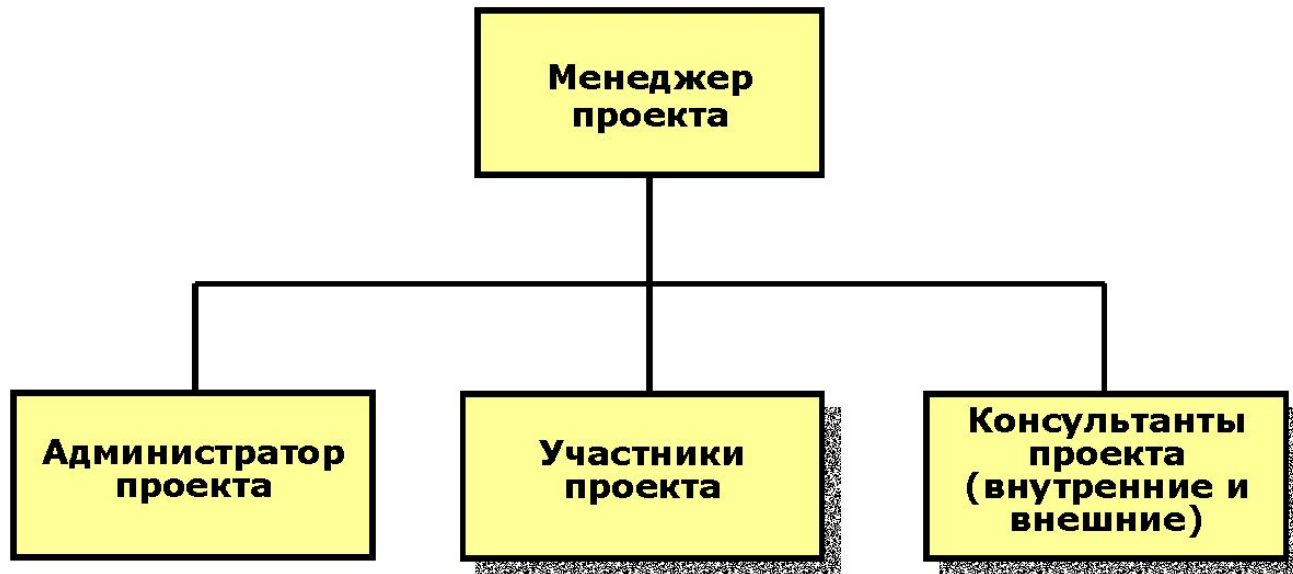 Менеджер
проекта
Администратор
проекта
Участники
проекта
Консультанты
проекта
(внутренние и
внешние)